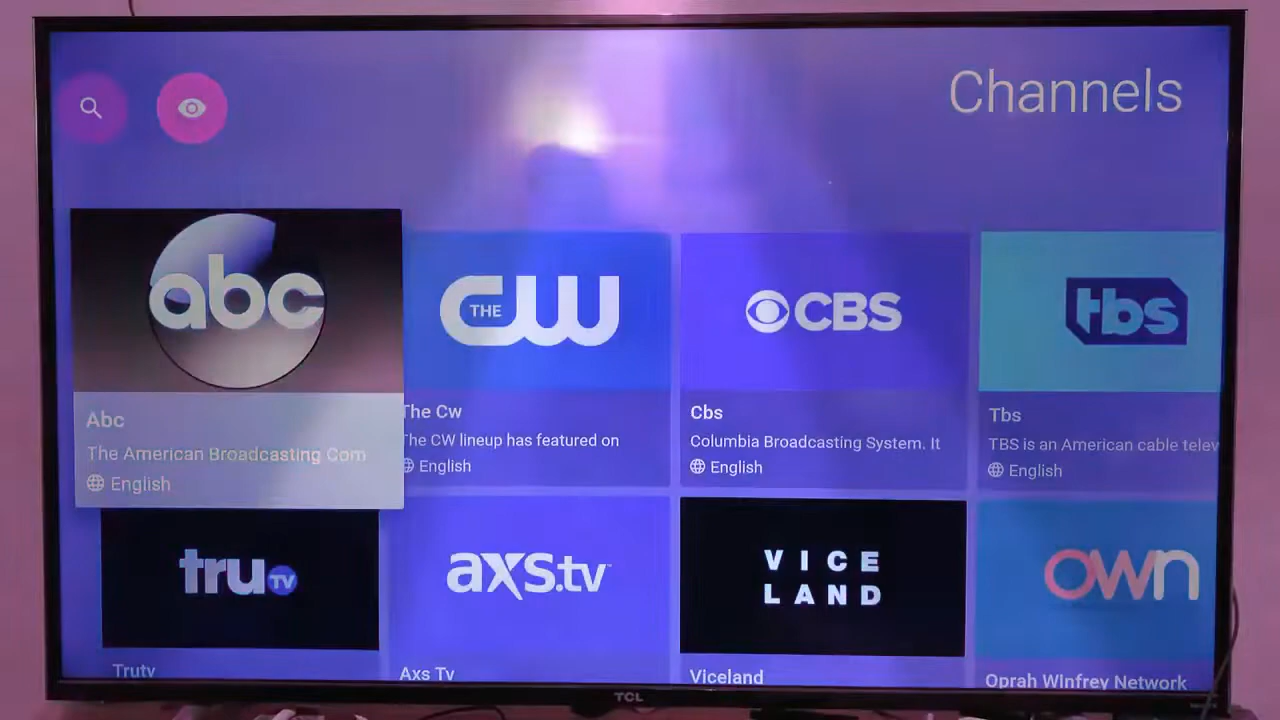 Channels
abc
THE CW
CBS
tbs
Abc
The American Broadcasting Com
English
The Cw
The CW lineup has featured on
English
Cbs
Columbia Broadcasting System. It
English
Tbs
TBS is an American cable telev
English
truTV
axs.tv
VICE
LAND
OWN
Trutv
Axs Tv
Viceland
Oprah Winfrey Network
TCL